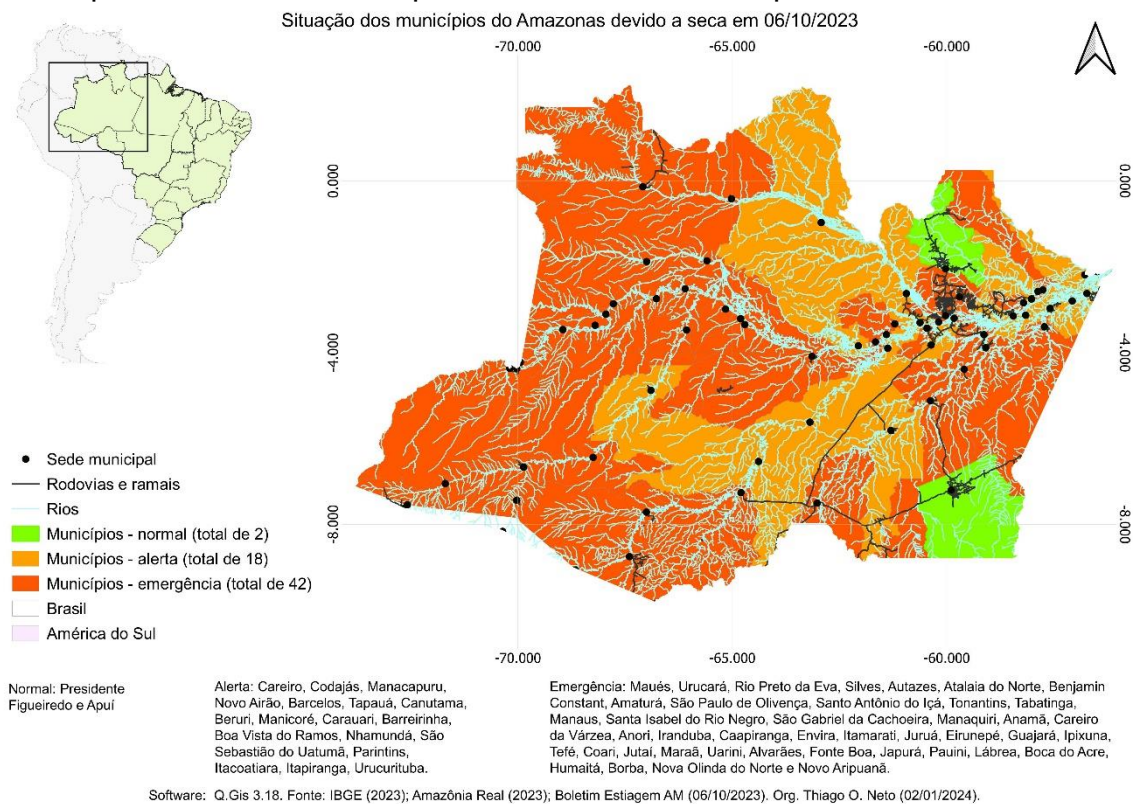 Situação dos municípios do Amazonas devido a seca em 06/10/2023
-70.000
-65.000
-60.000
0.000
0.000
-4.000
-4.000
-8.000
-8.000
-70.000
-65.000
-60.000
Sede municipal
Rodovias e ramais
Rios
Municípios - normal (total de 2)
Municípios - alerta (total de 18)
Municípios - emergência (total de 42)
Brasil
América do Sul
Normal: Presidente
Figueiredo e Apuí
Alerta: Careiro, Codajás, Manacapuru,
Novo Airão, Barcelos, Tapauá, Canutama,
Beruri, Manicoré, Carauari, Barreirinha,
Boa Vista do Ramos, Nhamundá, São
Sebastião do Uatumã, Parintins,
Itacoatiara, Itapiranga, Urucurituba.
Emergência: Maués, Urucará, Rio Preto da Eva, Silves, Autazes, Atalaia do Norte, Benjamin
Constant, Amaturá, São Paulo de Olivença, Santo Antônio do Içá, Tonantins, Tabatinga,
Manaus, Santa Isabel do Rio Negro, São Gabriel da Cachoeira, Manaquiri, Anamã, Careiro
da Várzea, Anori, Iranduba, Caapiranga, Envira, Itamarati, Juruá, Eirunepé, Guajará, Ipixuna,
Tefé, Coari, Jutaí, Maraã, Uarini, Alvarães, Fonte Boa, Japurá, Pauini, Lábrea, Boca do Acre,
Humaitá, Borba, Nova Olinda do Norte e Novo Aripuanã.
Software: Q.Gis 3.18. Fonte: IBGE (2023); Amazônia Real (2023); Boletim Estiagem AM (06/10/2023). Org. Thiago O. Neto (02/01/2024).